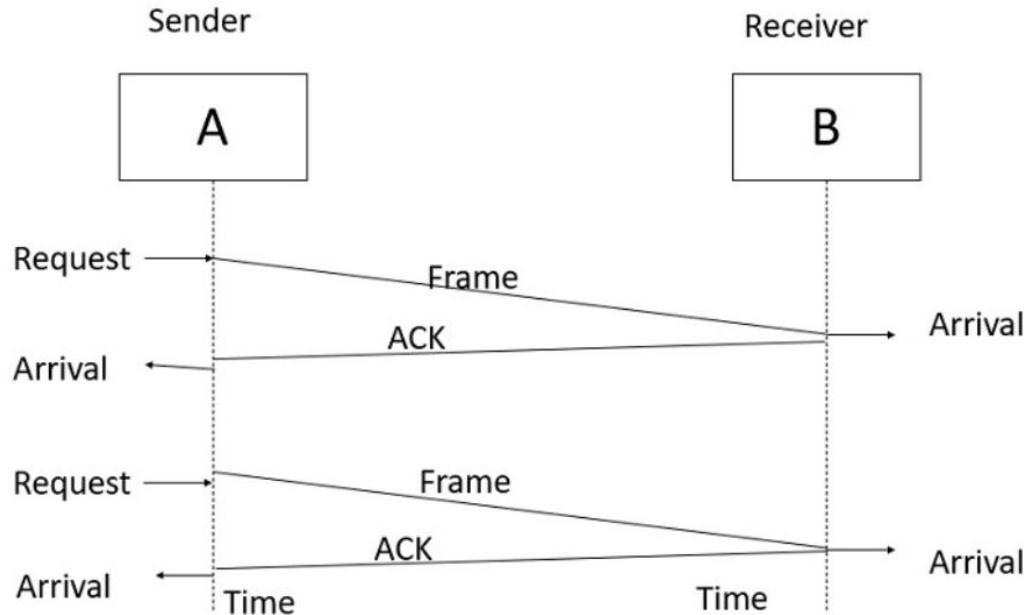 Sender
Receiver
A
B
Request
Frame
Arrival
ACK
Arrival
Request
Frame
ACK
Arrival
Arrival
Time
Time